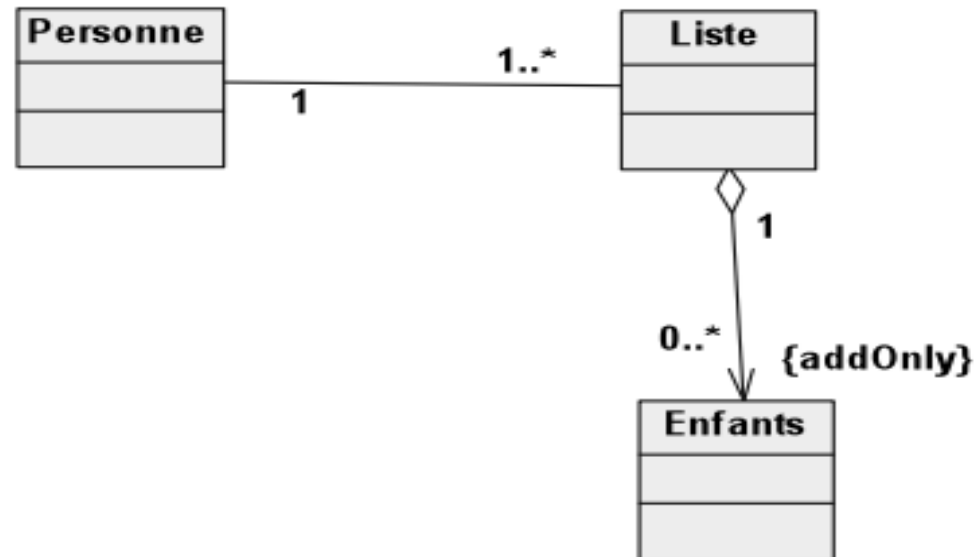 Personne
1
1..*
Liste
1
0..*
{addOnly}
Enfants